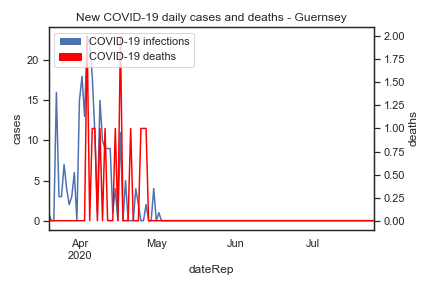 New COVID-19 daily cases and deaths - Guernsey
COVID-19 infections
COVID-19 deaths
20
15
10
5
0
cases
2.00
1.75
1.50
1.25
1.00
0.75
0.50
0.25
0.00
deaths
Apr
2020
May
Jun
Jul
dateRep